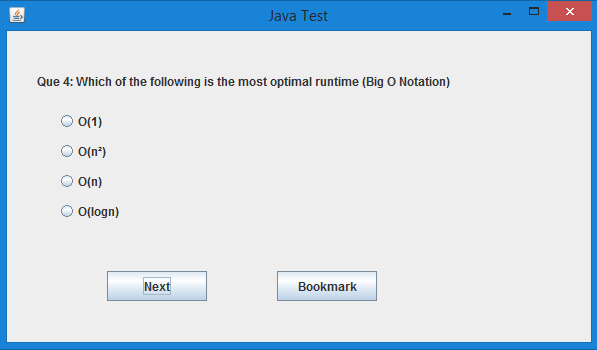 Java Test
Que 4: Which of the following is the most optimal runtime (Big O Notation)
O(1)
O(n²)
O(n)
O(logn)
Next Bookmark